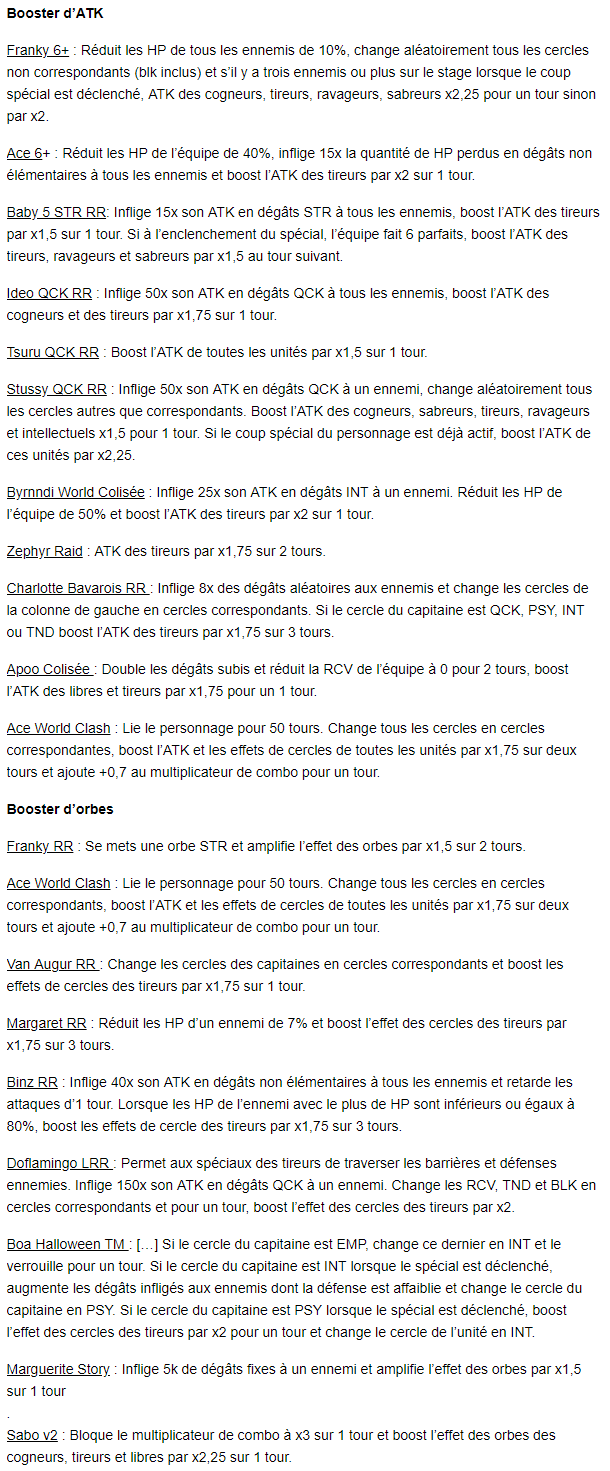 Booster d’ATK
Franky 6+ : Réduit les HP de tous les ennemis de 10%, change aléatoirement tous les cercles
non correspondants (blk inclus) et s’il y a trois ennemis ou plus sur le stage lorsque le coup
spécial est déclenché, ATK des cogneurs, tireurs, ravageurs, sabreurs x2,25 pour un tour sinon
par x2.
Ace 6+ : Réduit les HP de l’équipe de 40%, inflige 15x la quantité de HP perdus en dégâts non
élémentaires à tous les ennemis et boost l’ATK des tireurs par x2 sur 1 tour.
Baby 5 STR RR: Inflige 15x son ATK en dégâts STR à tous les ennemis, boost l’ATK des tireurs
par x1,5 sur 1 tour. Si à l’enclenchement du spécial, l’équipe fait 6 parfaits, boost l’ATK des
tireurs, ravageurs et sabreurs par x1,5 au tour suivant.
Ideo QCK RR : Inflige 50x son ATK en dégâts QCK à tous les ennemis, boost l’ATK des
cogneurs et des tireurs par x1,75 sur 1 tour.
Tsuru QCK RR : Boost l’ATK de toutes les unités par x1,5 sur 1 tour.
Stussy QCK RR : Inflige 50x son ATK en dégâts QCK à un ennemi, change aléatoirement tous
les cercles autres que correspondants. Boost l’ATK des cogneurs, sabreurs, tireurs, ravageurs
et intellectuels x1,5 pour 1 tour. Si le coup spécial du personnage est déjà actif, boost l’ATK de
ces unités par x2,25.
Byrnndi World Colisée : Inflige 25x son ATK en dégâts INT à un ennemi. Réduit les HP de
l’équipe de 50% et boost l’ATK des tireurs par x2 sur 1 tour.
Zephyr Raid : ATK des tireurs par x1,75 sur 2 tours.
Charlotte Bavarois RR : Inflige 8x des dégâts aléatoires aux ennemis et change les cercles de
la colonne de gauche en cercles correspondants. Si le cercle du capitaine est QCK, PSY, INT
ou TND boost l’ATK des tireurs par x1,75 sur 3 tours.
Apoo Colisée : Double les dégâts subis et réduit la RCV de l’équipe à 0 pour 2 tours, boost
l’ATK des libres et tireurs par x1,75 pour un 1 tour.
Ace World Clash : Lie le personnage pour 50 tours. Change tous les cercles en cercles
correspondantes, boost l’ATK et les effets de cercles de toutes les unités par x1,75 sur deux
tours et ajoute +0,7 au multiplicateur de combo pour un tour.
Booster d’orbes
Franky RR : Se mets une orbe STR et amplifie l’effet des orbes par x1,5 sur 2 tours.
Ace World Clash : Lie le personnage pour 50 tours. Change tous les cercles en cercles
correspondants, boost l’ATK et les effets de cercles de toutes les unités par x1,75 sur deux
tours et ajoute +0,7 au multiplicateur de combo pour un tour.
Van Augur RR : Change les cercles des capitaines en cercles correspondants et boost les
effets de cercles des tireurs par x1,75 sur 1 tour.
Margaret RR : Réduit les HP d’un ennemi de 7% et boost l’effet des cercles des tireurs par
x1,75 sur 3 tours.
Binz RR : Inflige 40x son ATK en dégâts non élémentaires à tous les ennemis et retarde les
attaques d’1 tour. Lorsque les HP de l’ennemi avec le plus de HP sont inférieurs ou égaux à
80%, boost les effets de cercle des tireurs par x1,75 sur 3 tours.
Doflamingo LRR : Permet aux spéciaux des tireurs de traverser les barrières et défenses
ennemies. Inflige 150x son ATK en dégâts QCK à un ennemi. Change les RCV, TND et BLK en
cercles correspondants et pour un tour, boost l’effet des cercles des tireurs par x2.
Boa Halloween TM : […] Si le cercle du capitaine est EMP, change ce dernier en INT et le
verrouille pour un tour. Si le cercle du capitaine est INT lorsque le spécial est déclenché,
augmente les dégâts infligés aux ennemis dont la défense est affaiblie et change le cercle du
capitaine en PSY. Si le cercle du capitaine est PSY lorsque le spécial est déclenché, boost
l’effet des cercles des tireurs par x2 pour un tour et change le cercle de l’unité en INT.
Marguerite Story : Inflige 5k de dégâts fixes à un ennemi et amplifie l’effet des orbes par x1,5
sur 1 tour
.
Sabo v2 : Bloque le multiplicateur de combo à x3 sur 1 tour et boost l’effet des orbes des
cogneurs, tireurs et libres par x2,25 sur 1 tour.